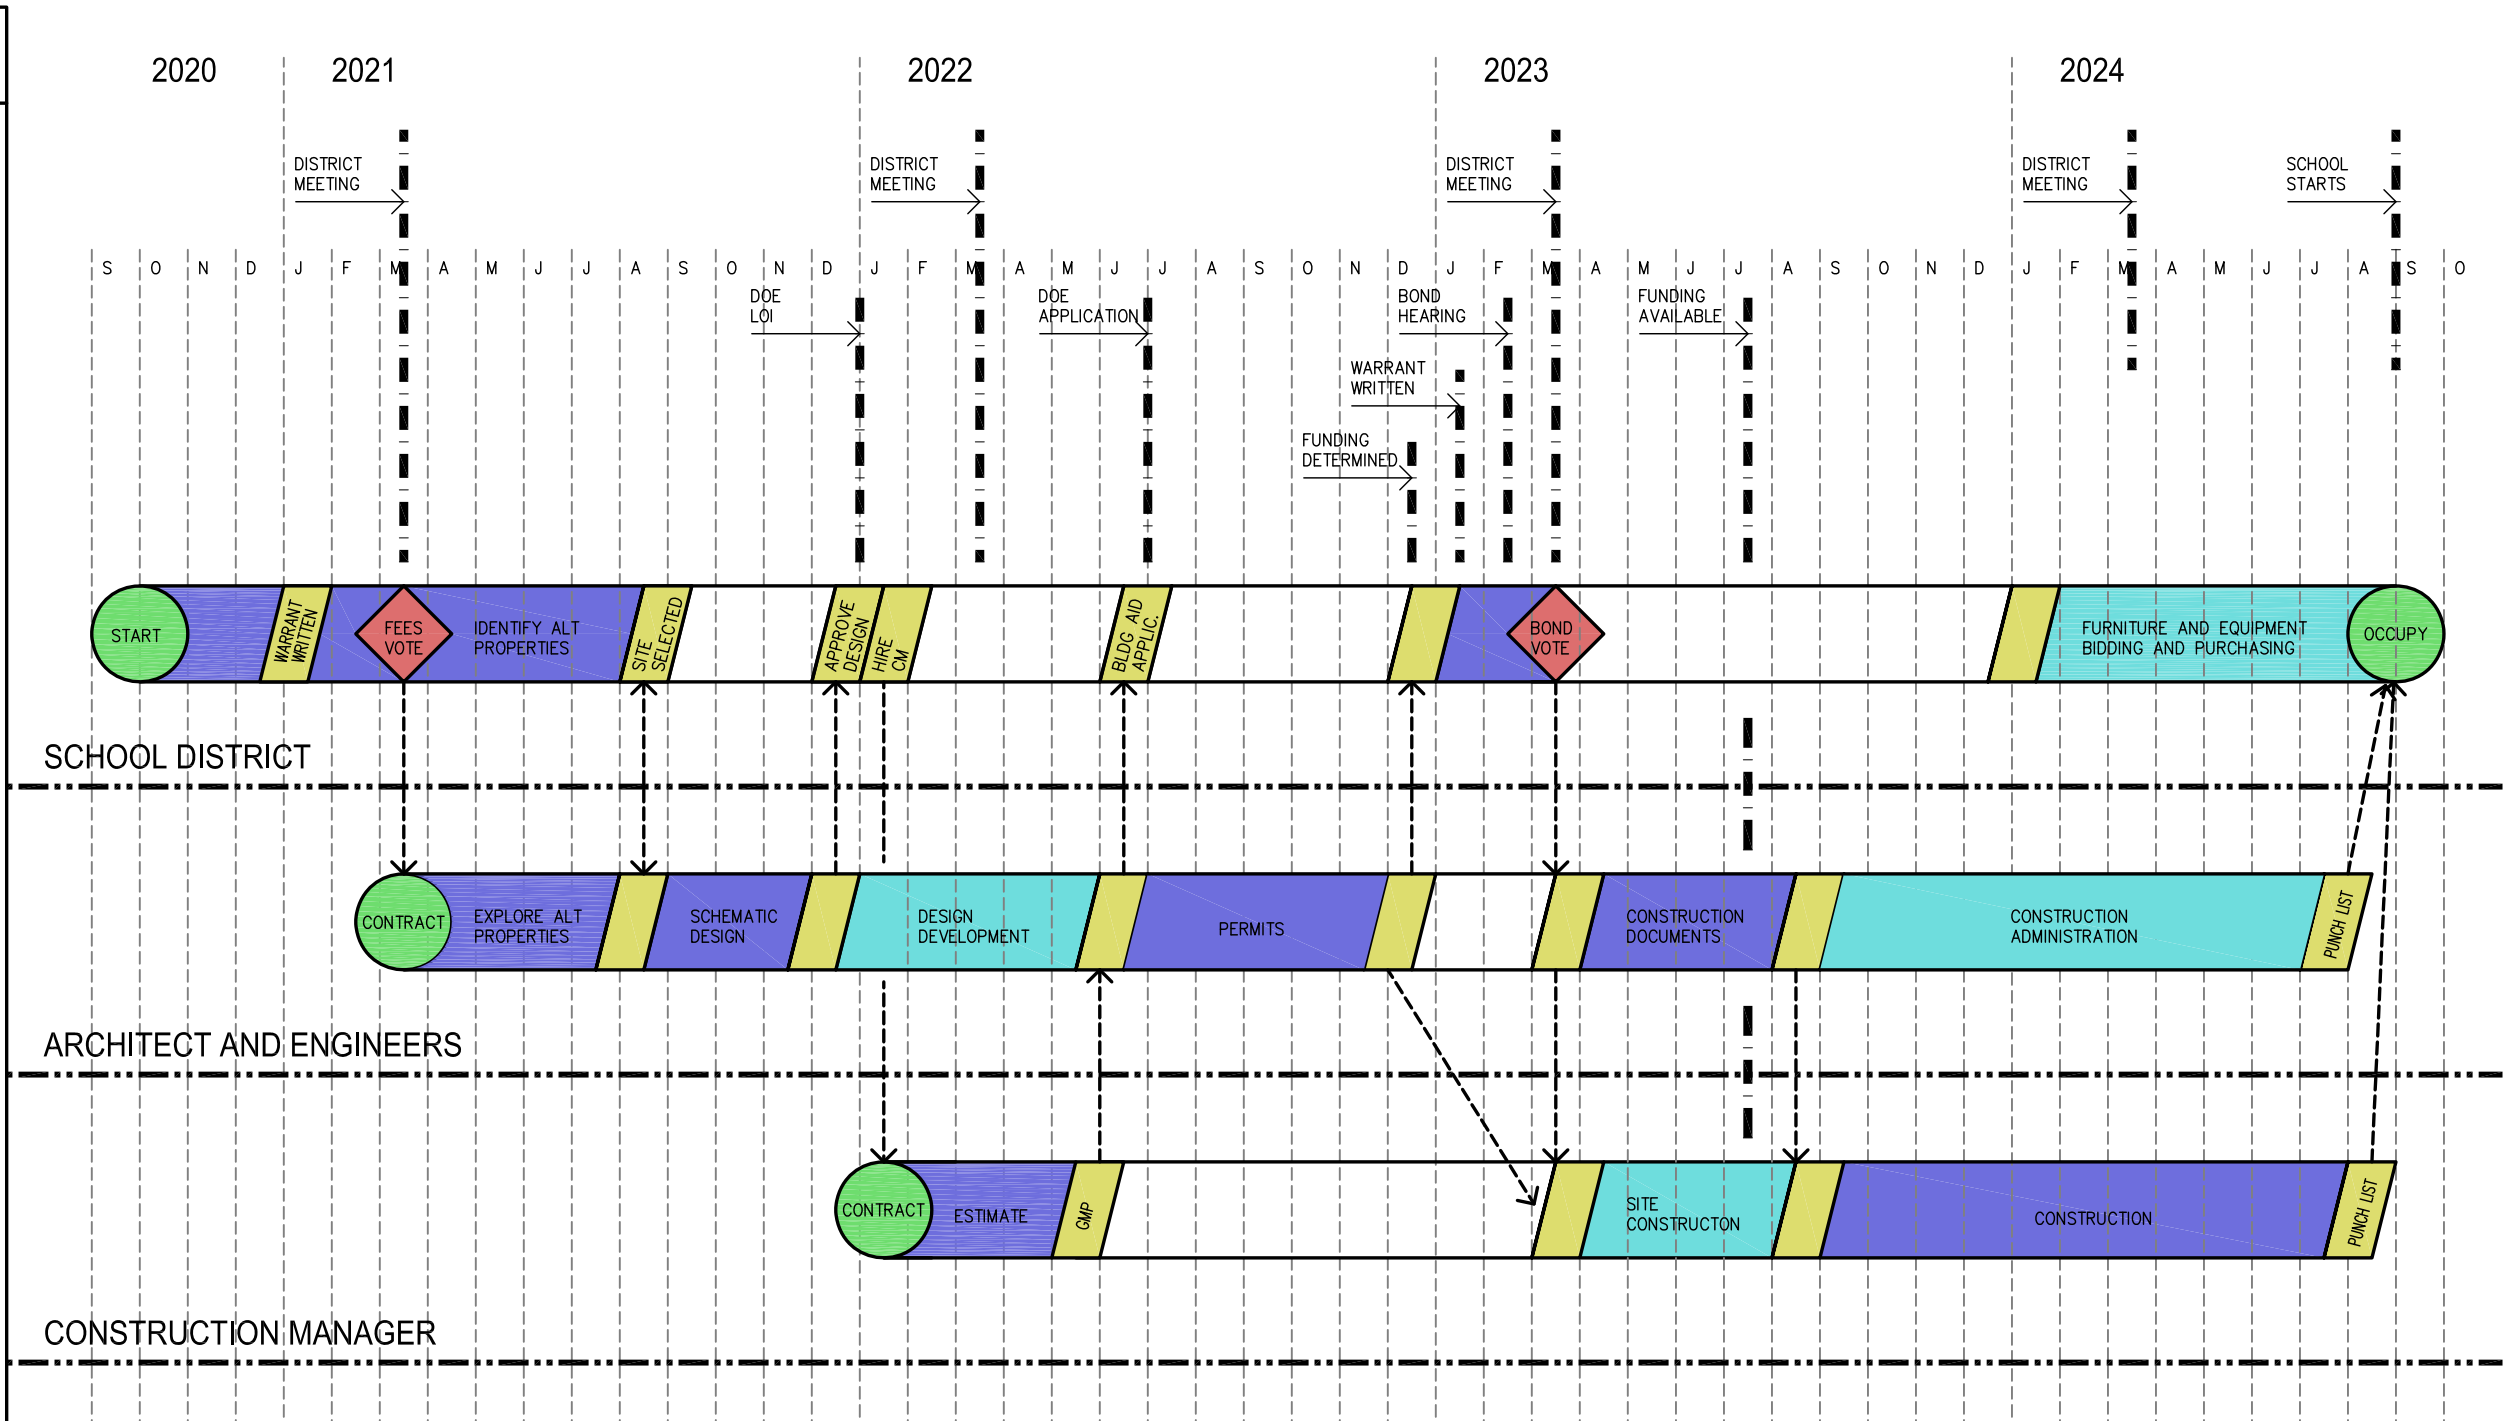 2020 2021 2022 2023 2024
DISTRICT
MEETING
DISTRICT
MEETING
DISTRICT
MEETING
DISTRICT
MEETING
SCHOOL
STARTS
S O N D J F M A M J J A S O N D J F M A M J J A S O N D J F M A M J J A S O N D J F M A M J J A S O
DOE
LOI
DOE
APPLICATION
BOND
HEARING
FUNDING
AVAILABLE
WARRANT
WRITTEN
FUNDING
DETERMINED
START
WARRANT
WRITTEN
FEES
VOTE
IDENTIFY ALT
PROPERTIES
SITE
SELECTED
APPROVE
DESIGN
HIRE
CM
BLDG AID
APPLIC.
BOND
VOTE
FURNITURE AND EQUIPMENT
BIDDING AND PURCHASING
OCCUPY
SCHOOL DISTRICT
CONTRACT
EXPLORE ALT
PROPERTIES
SCHEMATIC
DESIGN
DESIGN
DEVELOPMENT
PERMITS
CONSTRUCTION
DOCUMENTS
CONSTRUCTION
ADMINISTRATION
PUNCH LIST
ARCHITECT AND ENGINEERS
CONTRACT
ESTIMATE
GMP
SITE
CONSTRUCTON
CONSTRUCTION
PUNCH LIST
CONSTRUCTION MANAGER